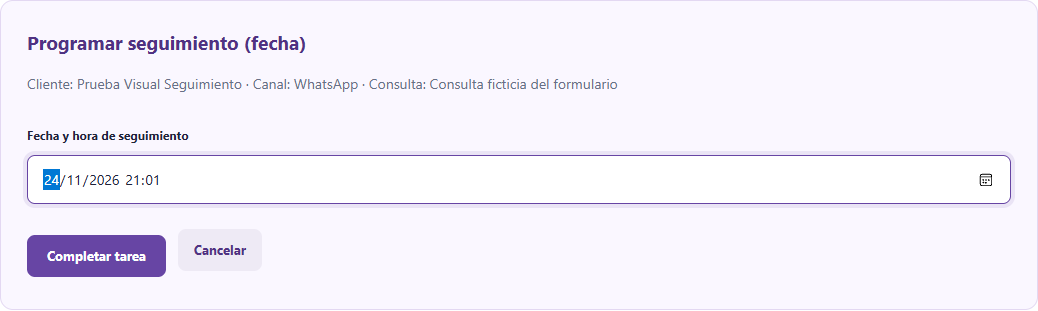 Programar seguimiento (fecha)
Cliente: Prueba Visual Seguimiento · Canal: WhatsApp · Consulta: Consulta ficticia del formulario
Fecha y hora de seguimiento
24/11/2026 21:01
Completar tarea
Cancelar